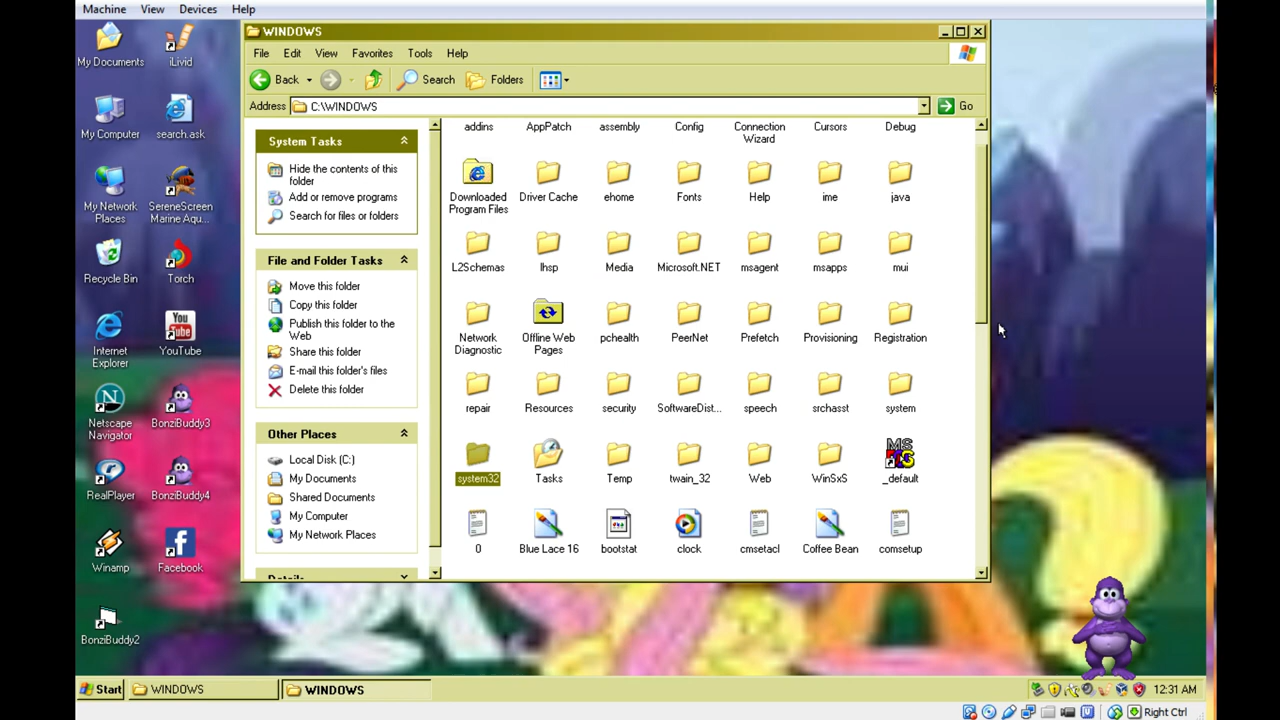 Machine View Devices Help
My Documents
iLivid
My Computer
search.ask
My Network
Places
SereneScreen
Marine Aqu...
Recycle Bin
Torch
Internet
Explorer
You
Tube
YouTube
Netscape
Navigator
BonziBuddy3
RealPlayer
BonziBuddy4
Winamp
Facebook
BonziBuddy2
WINDOWS
File Edit View Favorites Tools Help
Back Search Folders
Address C:\WINDOWS Go
System Tasks
Hide the contents of this
folder
Add or remove programs
Search for files or folders
File and Folder Tasks
Move this folder
Copy this folder
Publish this folder to the
Web
Share this folder
E-mail this folder's files
Delete this folder
Other Places
Local Disk (C:)
My Documents
Shared Documents
My Computer
My Network Places
Details
addins AppPatch assembly Config Connection
Wizard Cursors Debug
Downloaded
Program Files Driver Cache ehome Fonts Help ime java
L2Schemas lhsp Media Microsoft.NET msagent msapps mui
Network
Diagnostic Offline Web
Pages pchealth PeerNet Prefetch Provisioning Registration
repair Resources security SoftwareDist... speech srchasst system
system32 Tasks Temp twain_32 Web WinSxS _default
0 Blue Lace 16 bootstat clock cmsetacl Coffee Bean comsetup
Start WINDOWS WINDOWS 12:31 AM
Right Ctrl